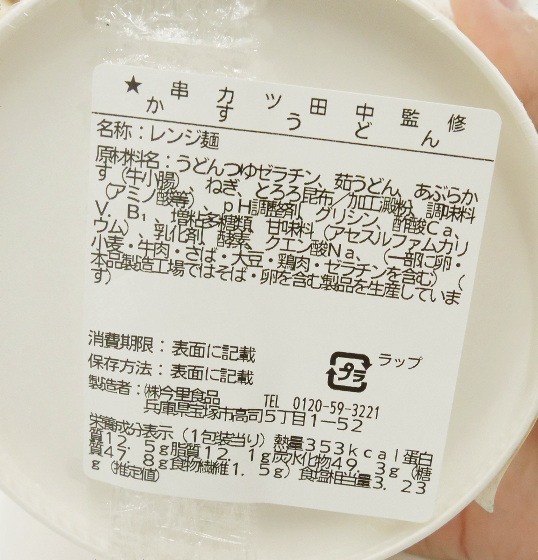 ★串カツ田中監修
かすうどん
名称：レンジ麺
原材料名：うどんつゆゼラチン、茹うどん、あぶらか
す（牛小腸）、ねぎ、とろろ昆布／加工澱粉、調味料
（アミノ酸等）、ｐＨ調整剤、グリシン、酢酸Ｃａ、
Ｖ．Ｂ₁、増粘多糖類、甘味料（アセスルファムカリ
ウム）、乳化剤、酵素、クエン酸Ｎａ、（一部に卵・
小麦・牛肉・さば・大豆・鶏肉・ゼラチンを含む）（
本品製造工場ではそば・卵を含む製品を生産していま
す）
消費期限：表面に記載
保存方法：表面に記載
プラ ラップ
製造者：㈱今里食品
TEL 0120-59-3221
兵庫県宝塚市高司５丁目１−５２
栄養成分表示（１包装当り）熱量３５３ｋｃａｌ蛋白
質１２．５ｇ脂質１２．１ｇ炭水化物４９．３ｇ（糖
質４７．８ｇ食物繊維１．５ｇ）食塩相当量３．２３
ｇ（推定値）